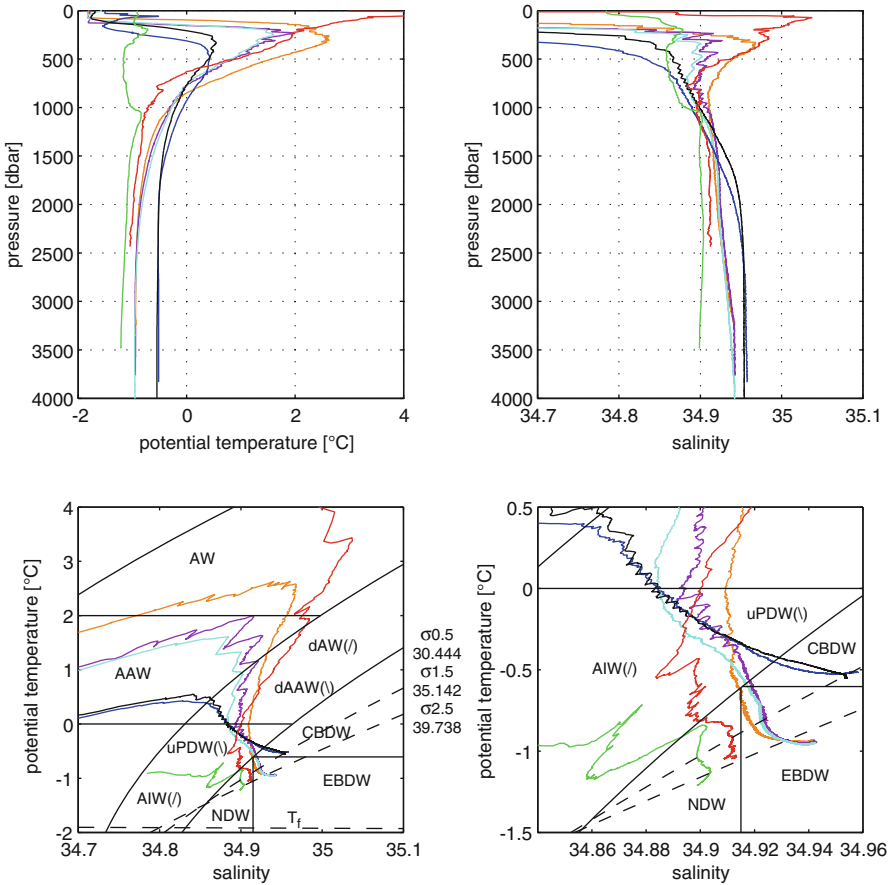 0
500
1000
1500
2000
2500
3000
3500
4000
pressure [dbar]
-2 0 2 4
potential temperature [°C]
0
500
1000
1500
2000
2500
3000
3500
4000
pressure [dbar]
34.7 34.8 34.9 35 35.1
salinity
4
3
2
1
0
-1
-2
potential temperature [°C]
AW
AAW
dAW(/)
dAAW(\)
uPDW(\)
CBDW
AIW(/)
NDW
EBDW
Tf
34.7 34.8 34.9 35 35.1
salinity
σ0.5
30.444
σ1.5
35.142
σ2.5
39.738
0.5
0
-0.5
-1
-1.5
potential temperature [°C]
uPDW(\)
CBDW
AIW(/)
EBDW
NDW
34.86 34.88 34.9 34.92 34.94 34.96
salinity